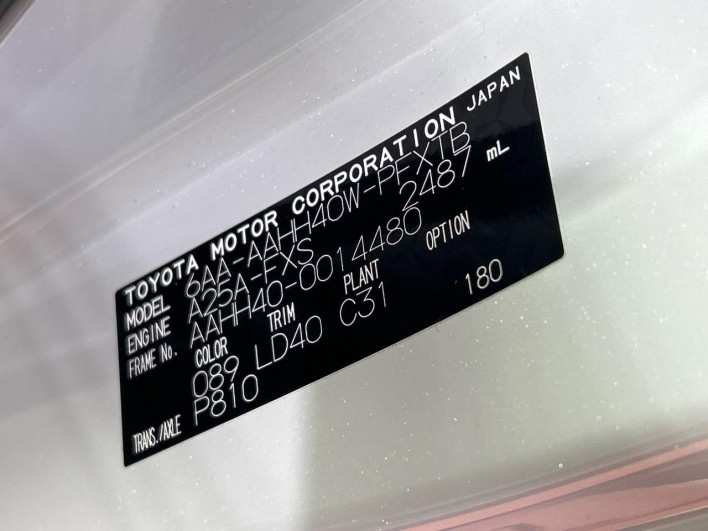 TOYOTA MOTOR CORPORATION JAPAN
MODEL 6AA-AAHH40W-PFXTB
ENGINE A25A-FXS 2487 mL
FRAME No. AAHH40-0014480
COLOR TRIM PLANT OPTION
089 LD40 C31 180
TRANS./AXLE P810